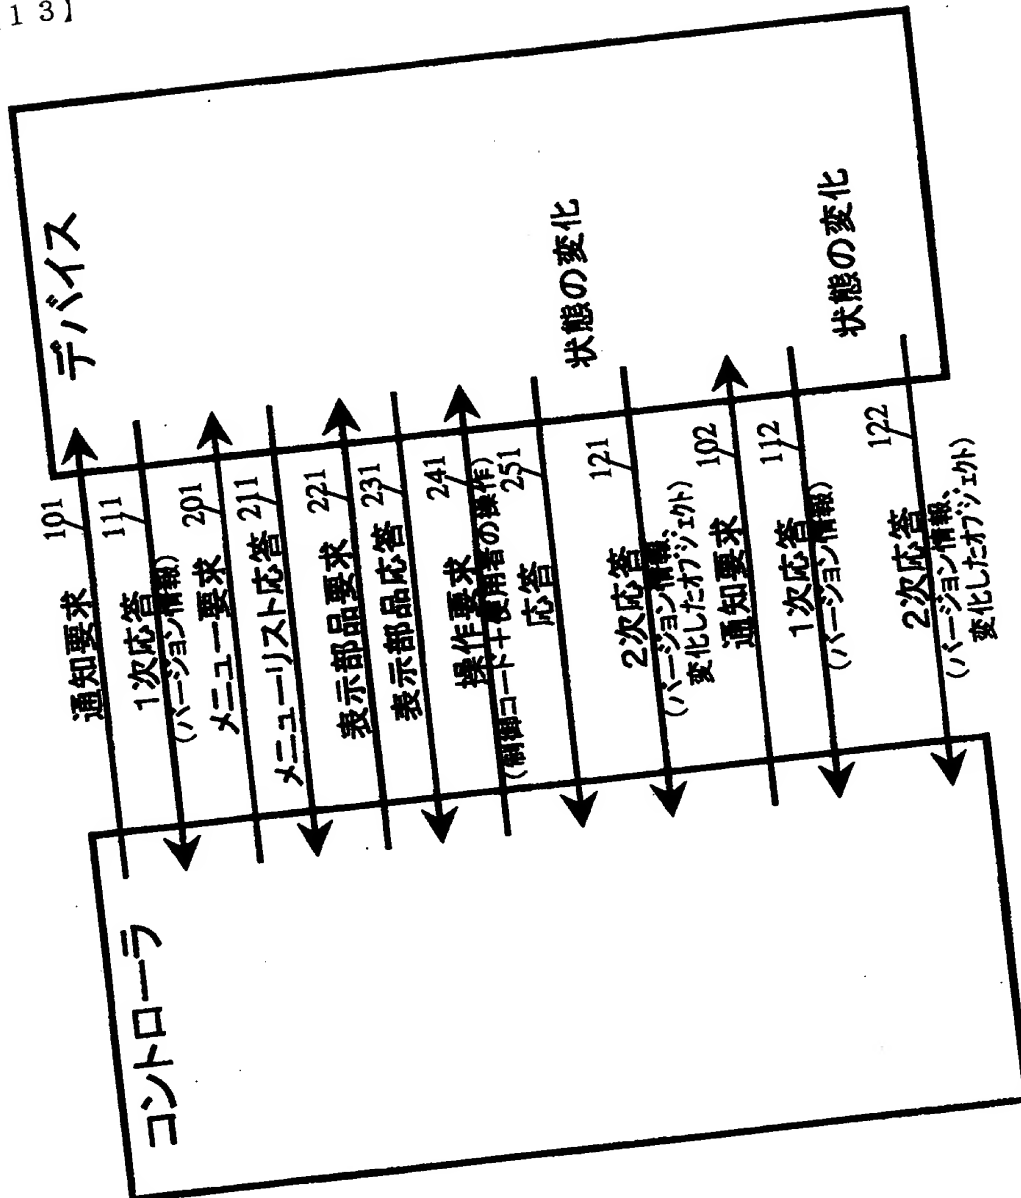 １３】
コントローラ
デバイス
通知要求
101
1次応答
(バージョン情報)
111
メニュー要求
201
メニューリスト応答
211
表示部品要求
221
表示部品応答
231
操作要求
(制御コード+使用者の操作)
241
応答
251
状態の変化
2次応答
(バージョン情報、
変化したオブジェクト)
121
通知要求
102
1次応答
(バージョン情報)
112
状態の変化
2次応答
(バージョン情報、
変化したオブジェクト)
122